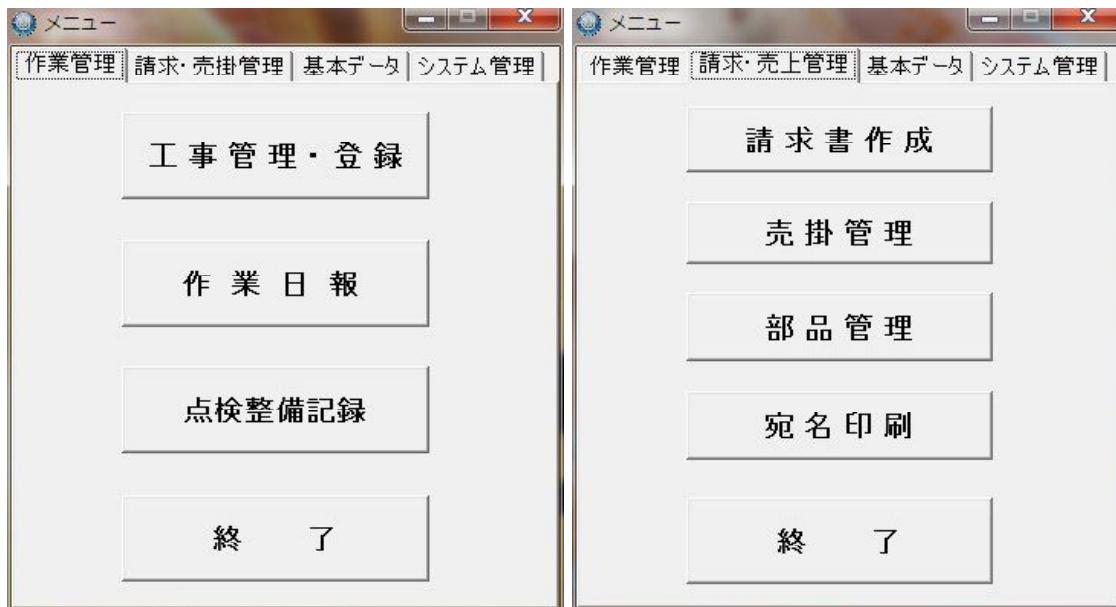 メニュー
作業管理 請求・売掛管理 基本データ システム管理
工事管理・登録
作業日報
点検整備記録
終 了
メニュー
作業管理 請求・売上管理 基本データ システム管理
請求書作成
売掛管理
部品管理
宛名印刷
終 了